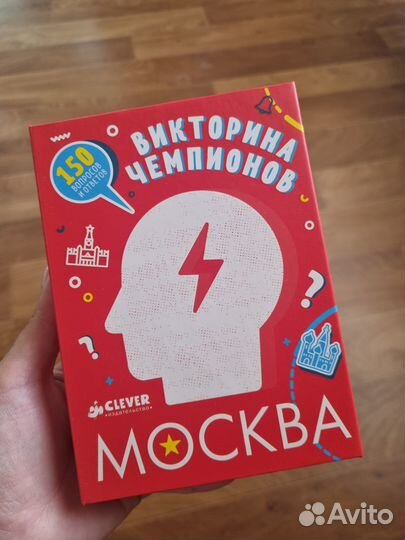 ВИКТОРИНА
ЧЕМПИОНОВ
150
ВОПРОСОВ
И ОТВЕТОВ
?
?
CLEVER
издательство
МОСКВА
Avito